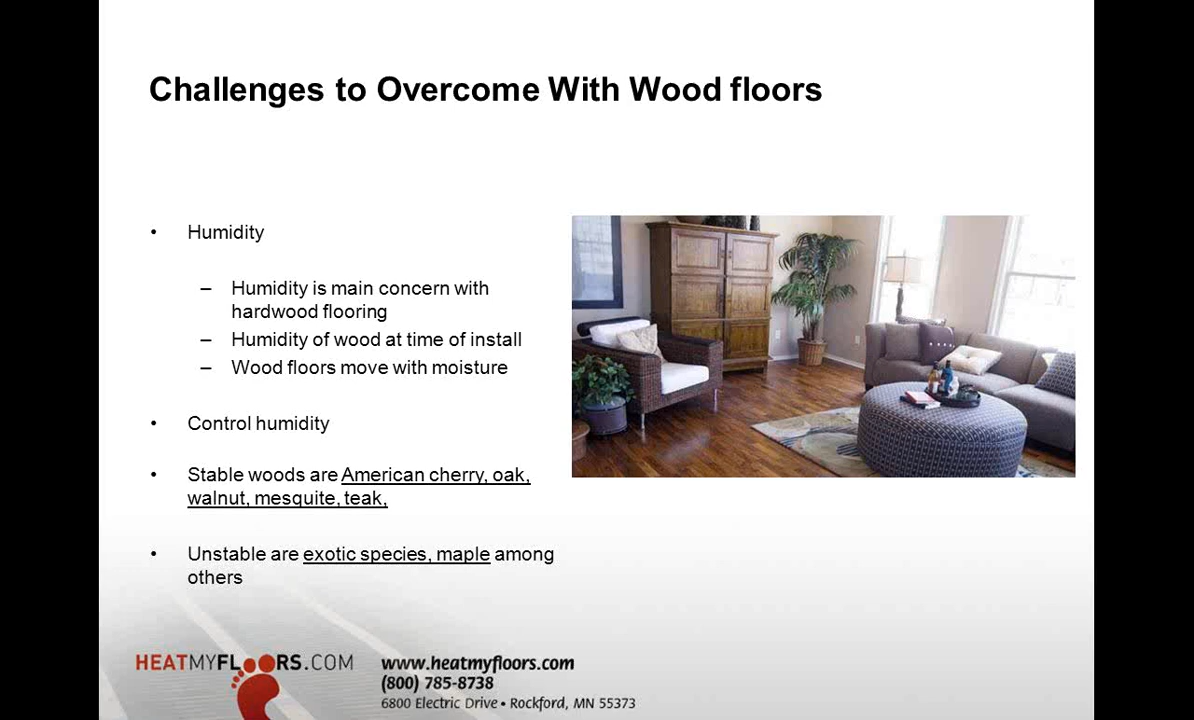 Challenges to Overcome With Wood floors
• Humidity
– Humidity is main concern with
hardwood flooring
– Humidity of wood at time of install
– Wood floors move with moisture
• Control humidity
• Stable woods are American cherry, oak,
walnut, mesquite, teak,
• Unstable are exotic species, maple among
others
HEATMYFLOORS.COM
www.heatmyfloors.com
(800) 785-8738
6800 Electric Drive • Rockford, MN 55373